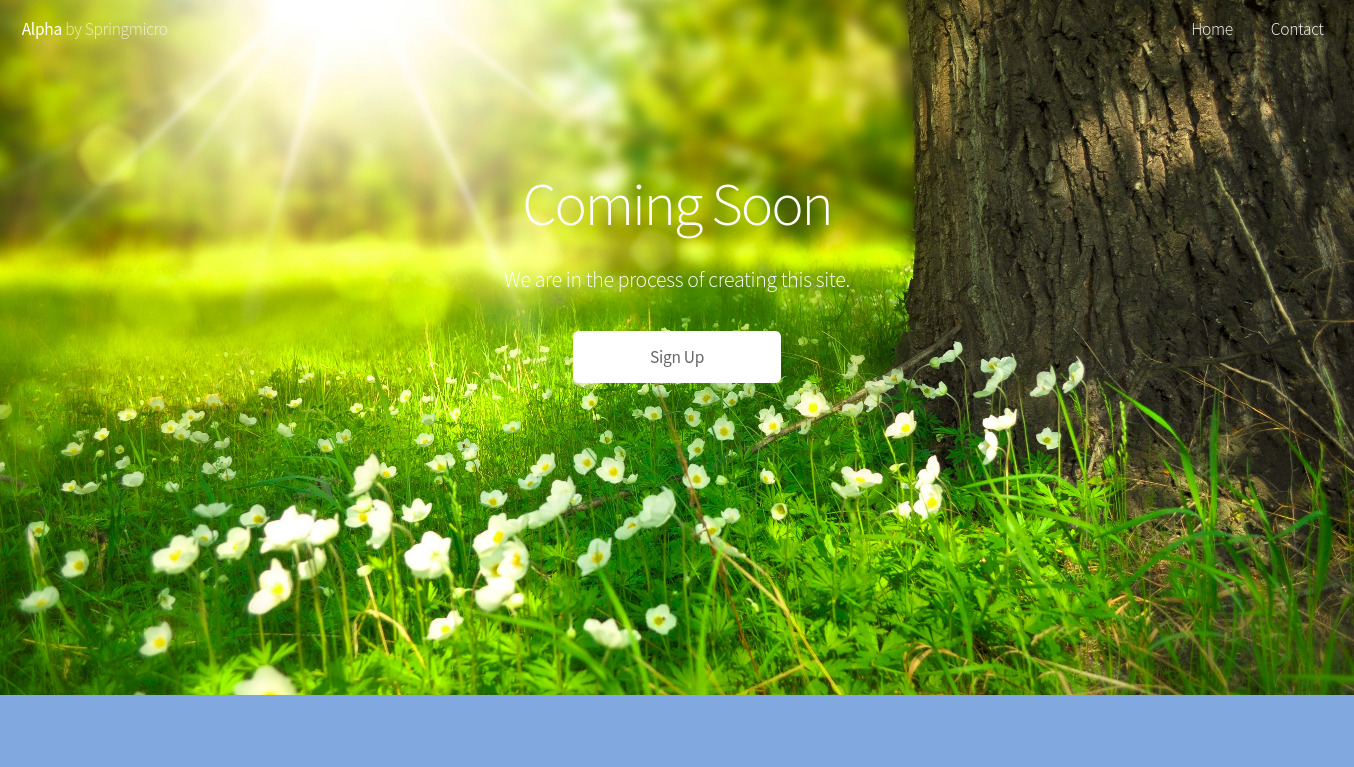 Alpha by Springmicro
Home
Contact
Coming Soon
We are in the process of creating this site.
Sign Up